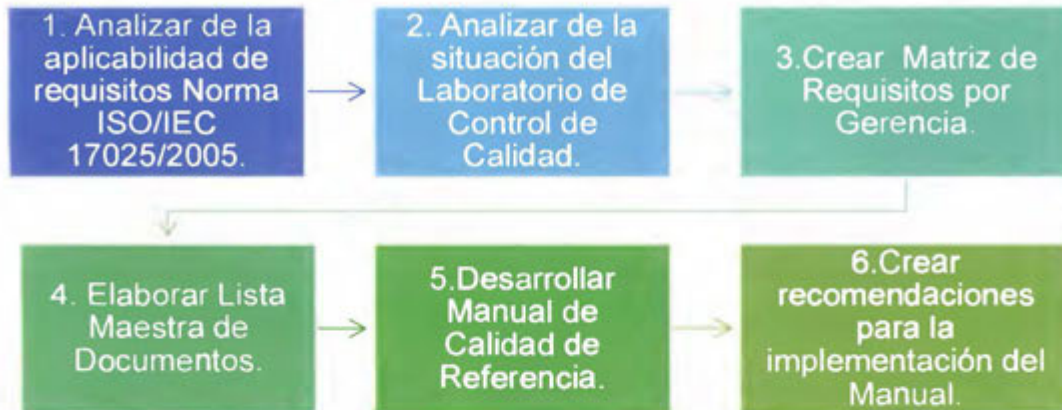 1. Analizar de la
aplicabilidad de
requisitos Norma
ISO/IEC
17025/2005.
2. Analizar de la
situación del
Laboratorio de
Control de
Calidad.
3.Crear Matriz de
Requisitos por
Gerencia.
4. Elaborar Lista
Maestra de
Documentos.
5.Desarrollar
Manual de
Calidad de
Referencia.
6.Crear
recomendaciones
para la
implementación del
Manual.